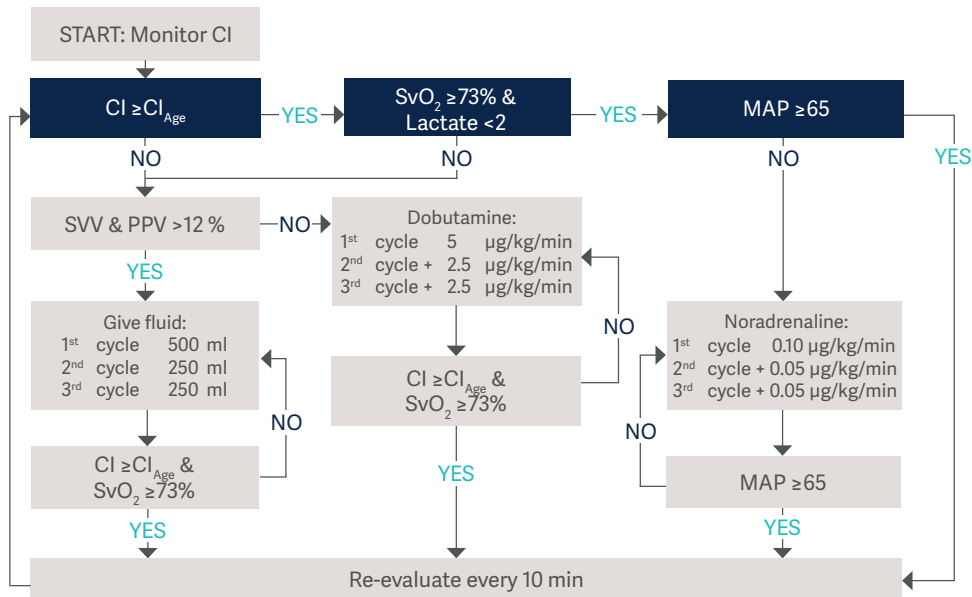 START: Monitor CI
CI ≥CI_Age
YES
SvO₂ ≥73% &
Lactate <2
YES
MAP ≥65
YES
NO
NO
NO
SVV & PPV >12 %
NO
Dobutamine:
1st cycle 5 µg/kg/min
2nd cycle + 2.5 µg/kg/min
3rd cycle + 2.5 µg/kg/min
YES
NO
Give fluid:
1st cycle 500 ml
2nd cycle 250 ml
3rd cycle 250 ml
Noradrenaline:
1st cycle 0.10 µg/kg/min
2nd cycle + 0.05 µg/kg/min
3rd cycle + 0.05 µg/kg/min
CI ≥CI_Age &
SvO₂ ≥73%
NO
NO
CI ≥CI_Age &
SvO₂ ≥73%
YES
MAP ≥65
YES
YES
Re-evaluate every 10 min